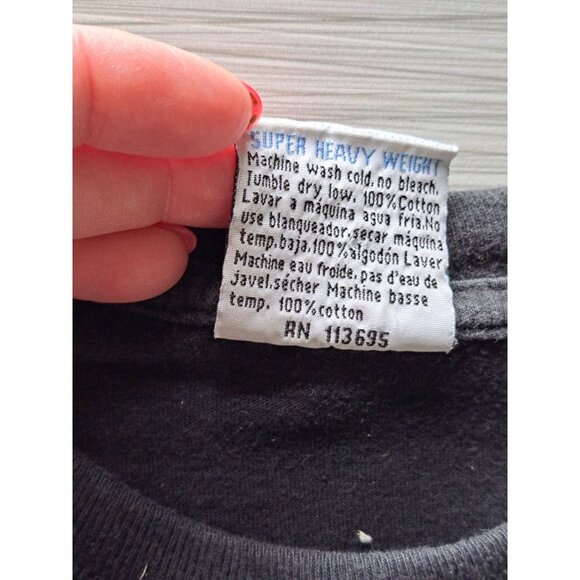 SUPER HEAVY WEIGHT
Machine wash cold, no bleach,
Tumble dry low, 100%Cotton
Lavar a máquina agua fria.No
use blanqueador,secar máquina
temp.baja.100%algodón Laver
Machine eau froide, pas d'eau de
Javel.sécher Machine basse
temp. 100%cotton
RN 113695